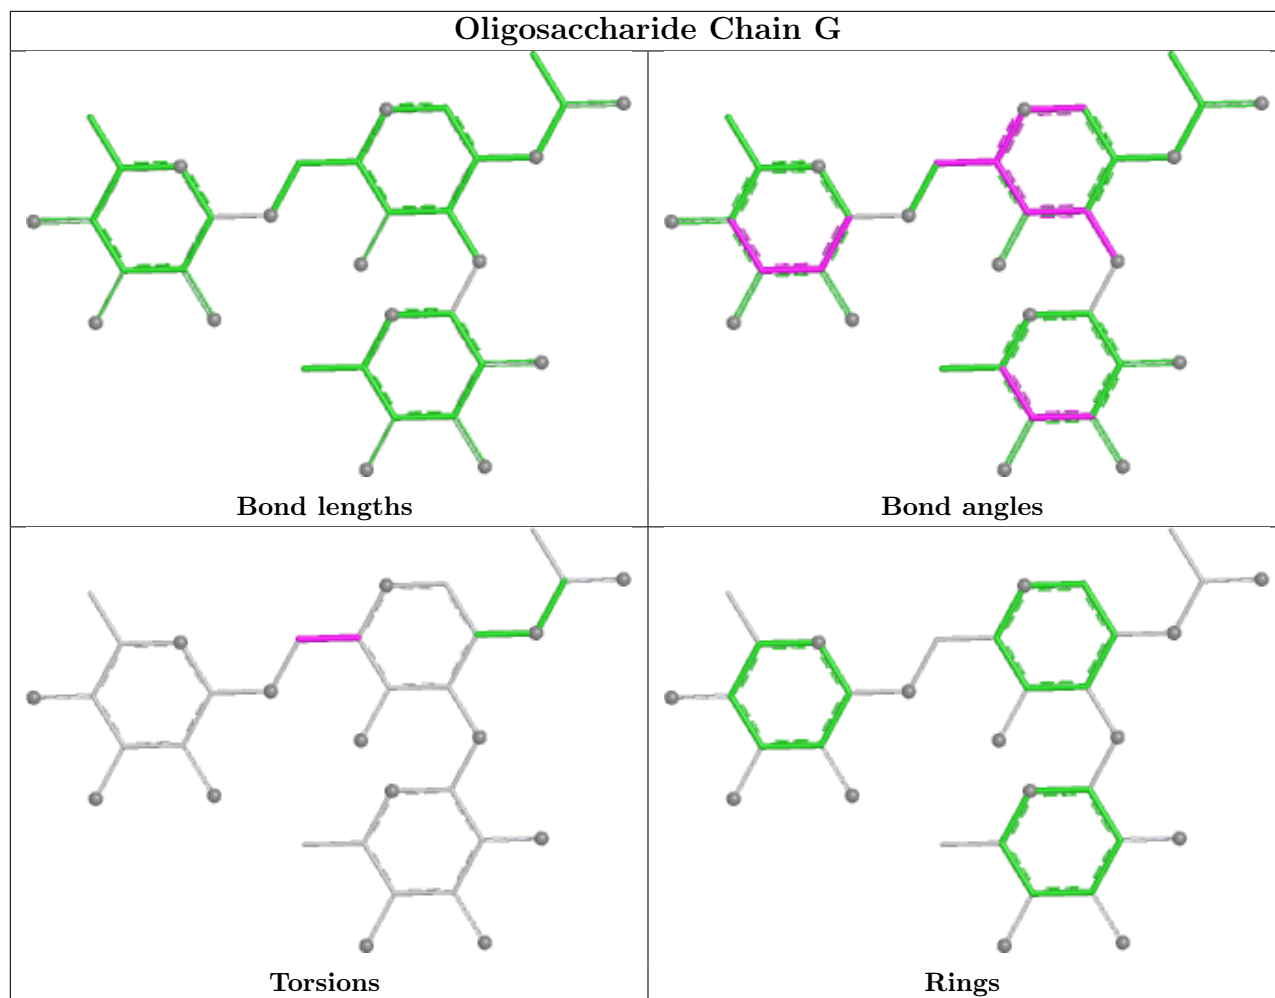 Oligosaccharide Chain G
Bond lengths
Bond angles
Torsions
Rings